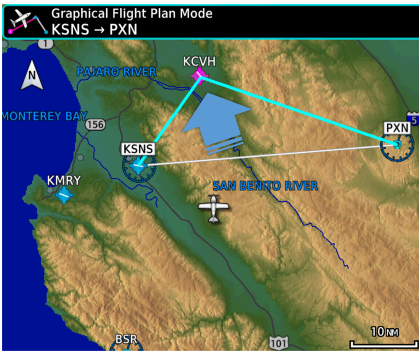 Graphical Flight Plan Mode
KSNS → PXN
1
KCVH
PAJARO RIVER
N
MONTEREY BAY
156
5
PXN
KSNS
KMRY
SAN BENITO RIVER
10 NM
BSR
101